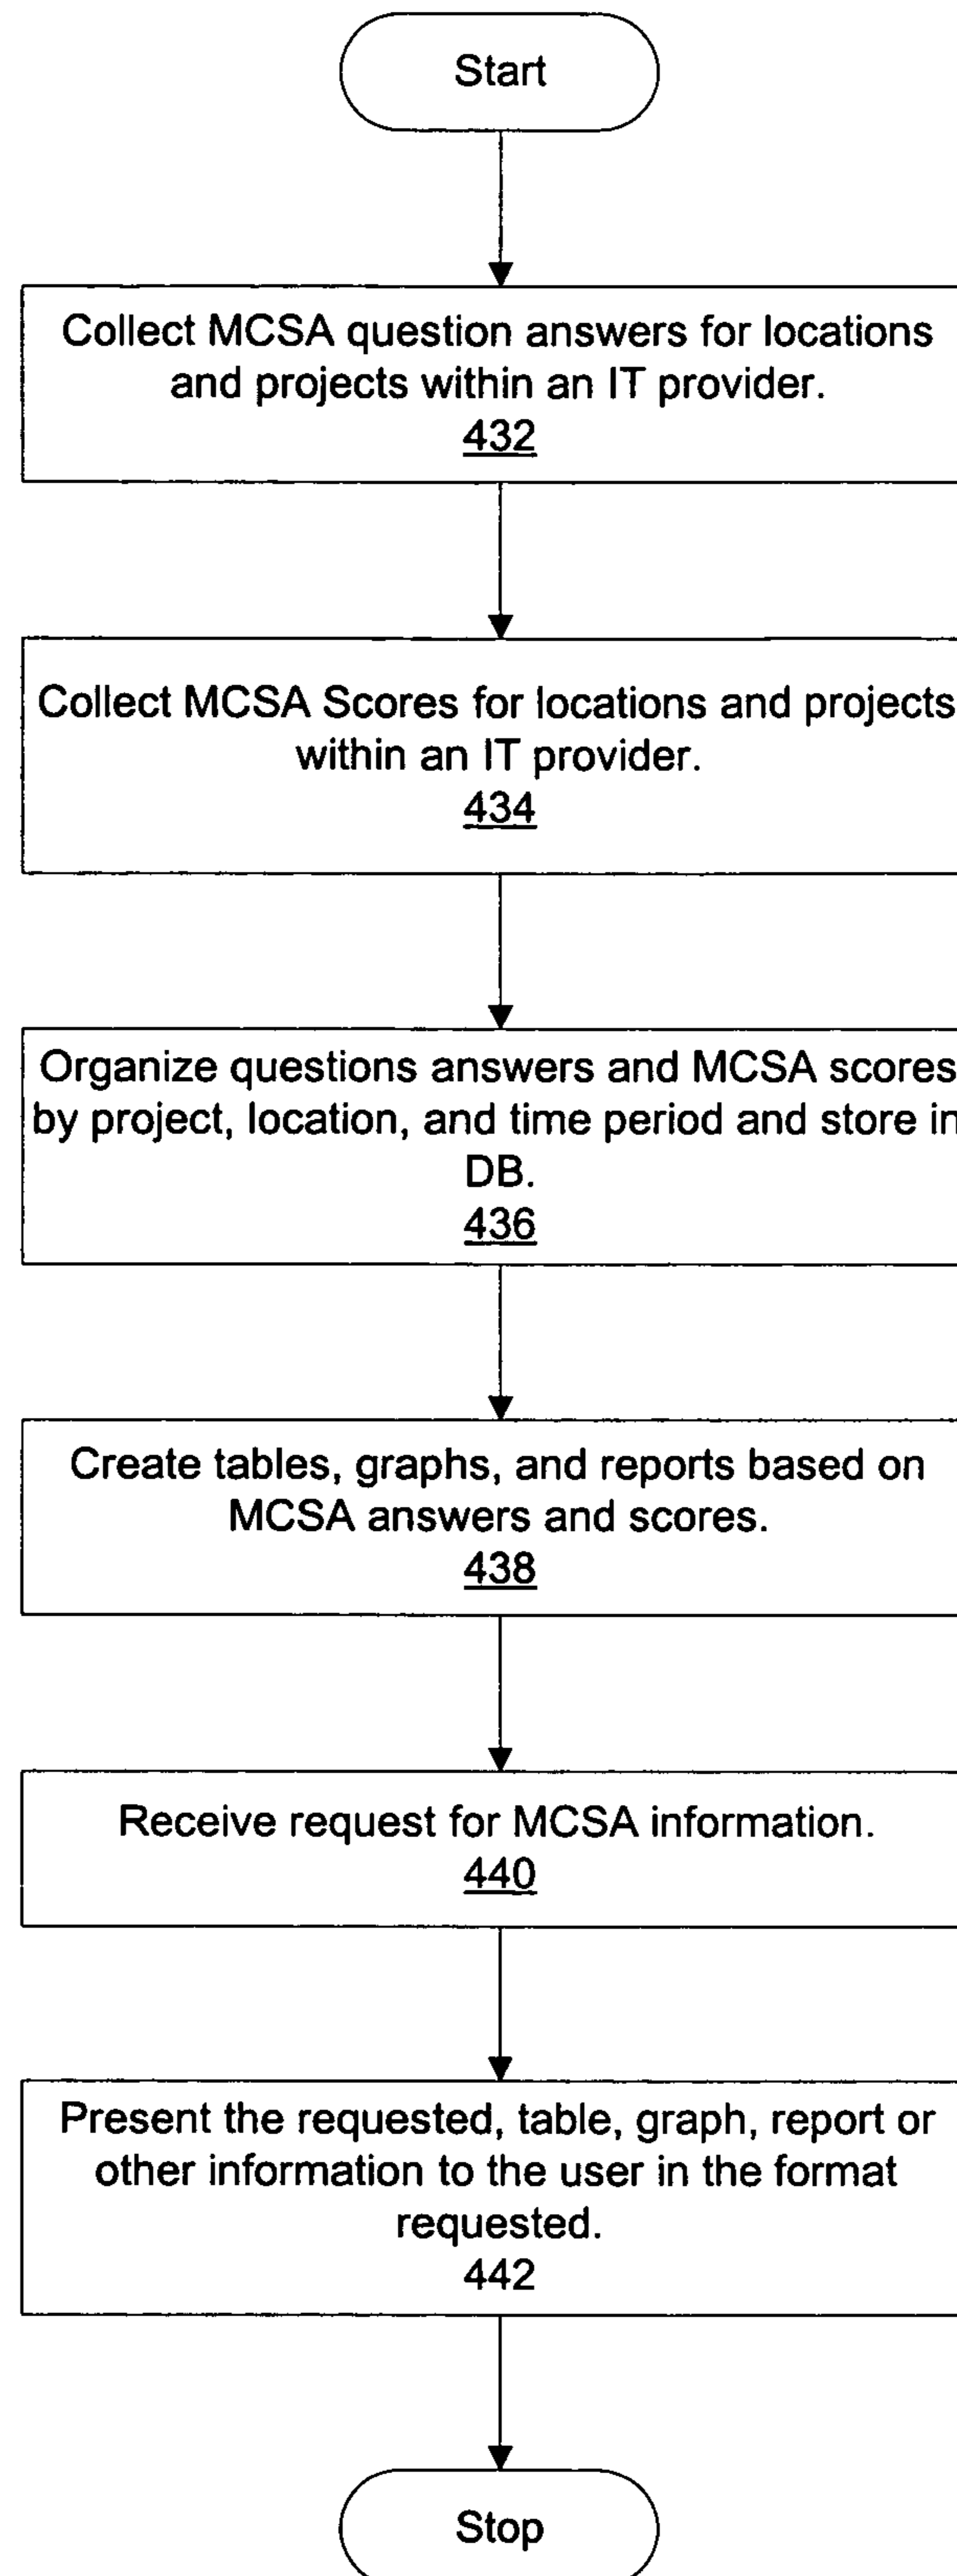 Start
Collect MCSA question answers for locations
and projects within an IT provider.
432
Collect MCSA Scores for locations and projects
within an IT provider.
434
Organize questions answers and MCSA scores
by project, location, and time period and store in
DB.
436
Create tables, graphs, and reports based on
MCSA answers and scores.
438
Receive request for MCSA information.
440
Present the requested, table, graph, report or
other information to the user in the format
requested.
442
Stop